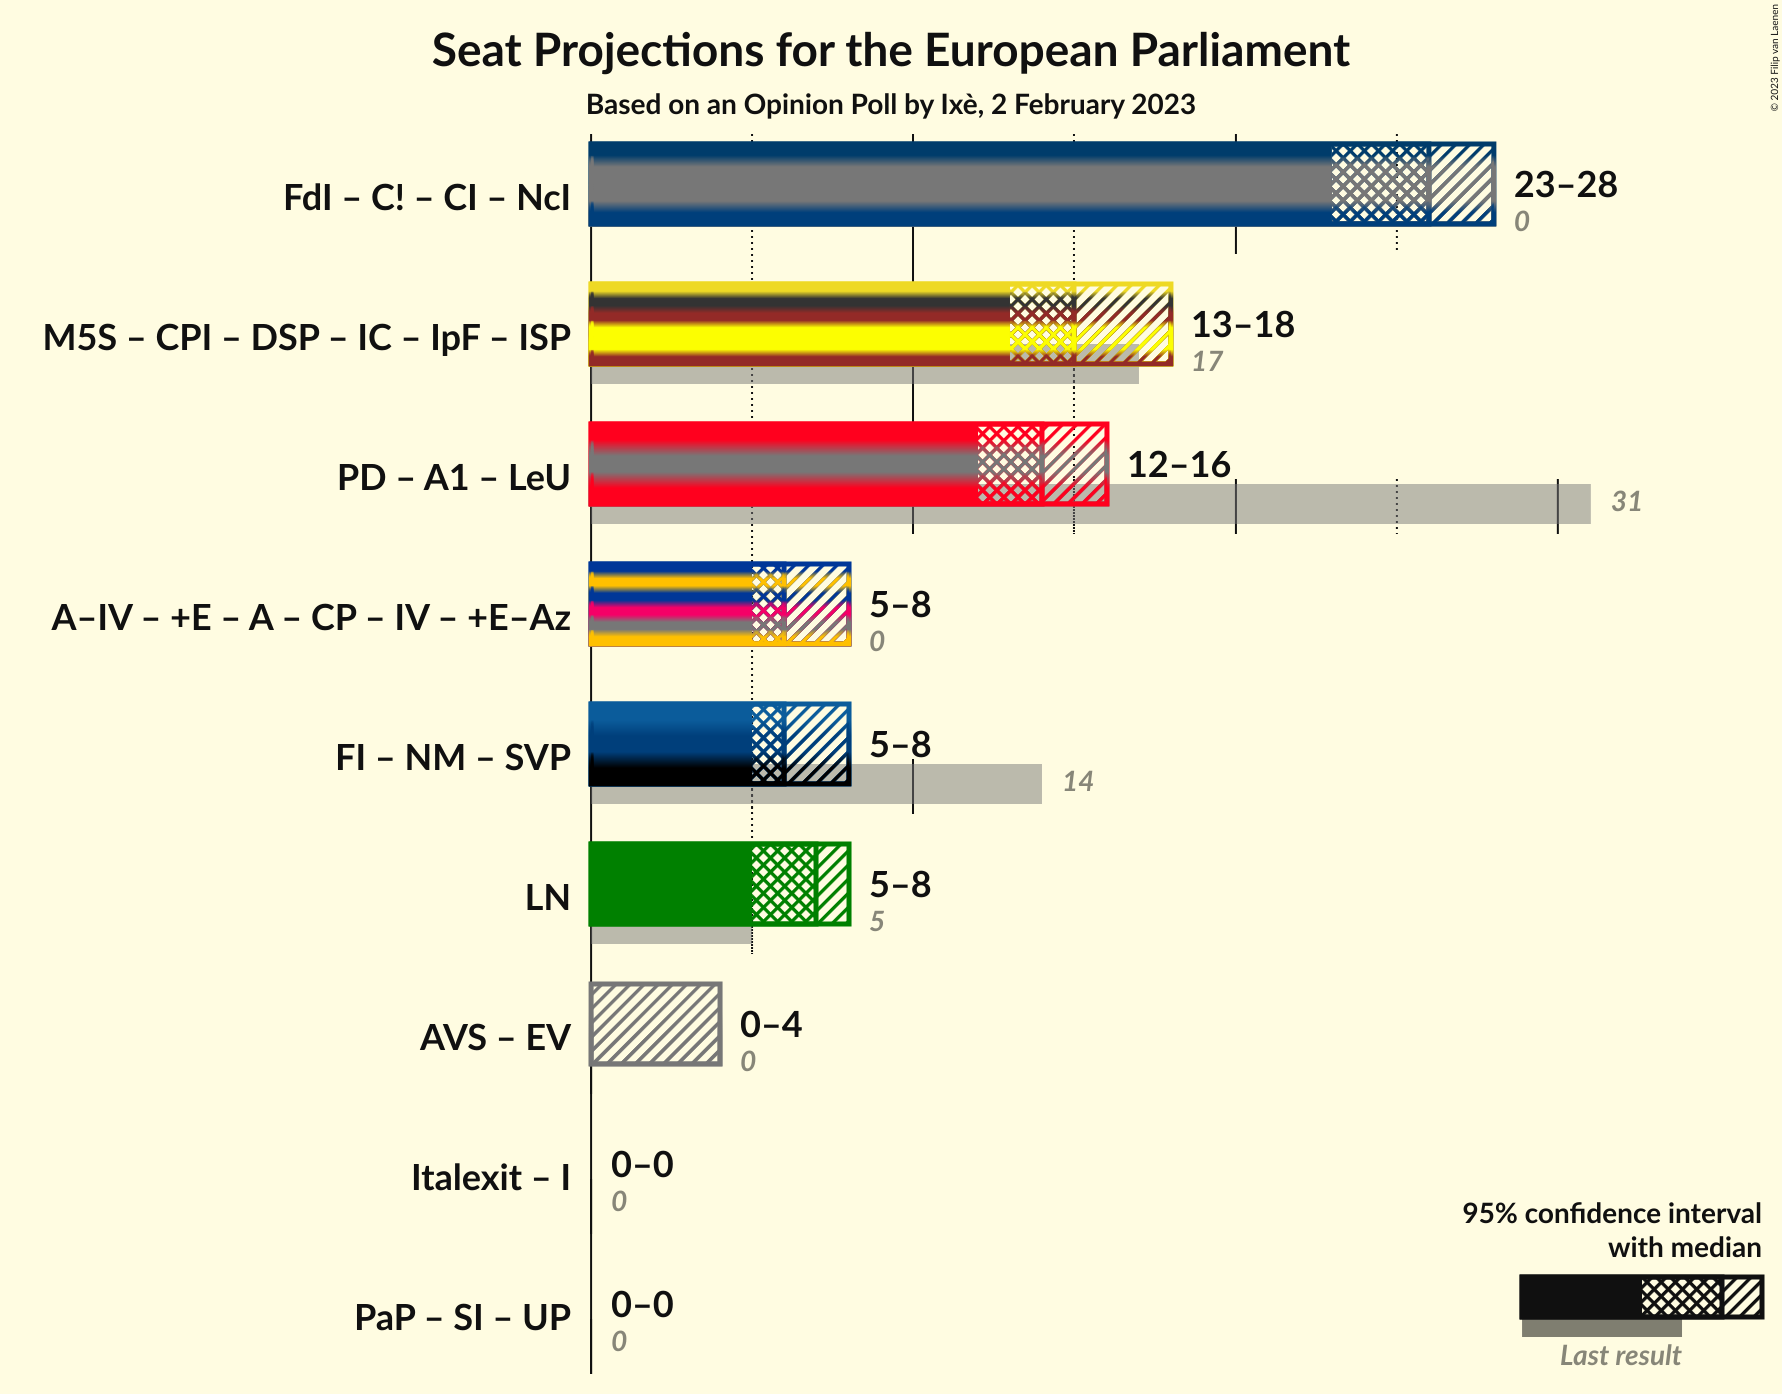 Seat Projections for the European Parliament
Based on an Opinion Poll by Ixè, 2 February 2023
© 2023 Filip van Laenen
FdI – C! – CI – NcI
23–28
0
M5S – CPI – DSP – IC – IpF – ISP
13–18
17
PD – A1 – LeU
12–16
31
A–IV – +E – A – CP – IV – +E–Az
5–8
0
FI – NM – SVP
5–8
14
LN
5–8
5
AVS – EV
0–4
0
Italexit – I
0–0
0
PaP – SI – UP
0–0
0
95% confidence interval
with median
Last result